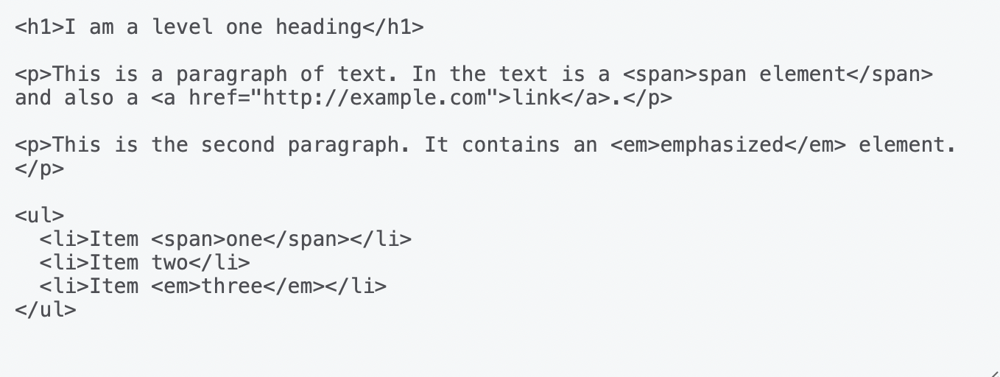 <h1>I am a level one heading</h1>
<p>This is a paragraph of text. In the text is a <span>span element</span>
and also a <a href="http://example.com">link</a>.</p>
<p>This is the second paragraph. It contains an <em>emphasized</em> element.
</p>
<ul>
  <li>Item <span>one</span></li>
  <li>Item two</li>
  <li>Item <em>three</em></li>
</ul>